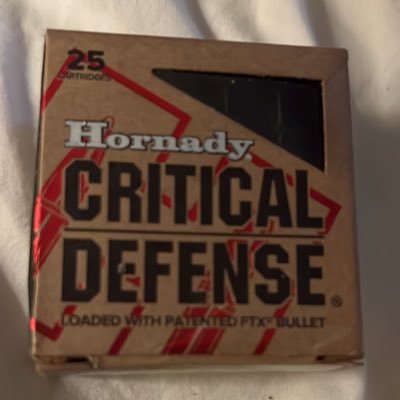 25
CARTRIDGES
Hornady
CRITICAL
DEFENSE®
LOADED WITH PATENTED FTX® BULLET